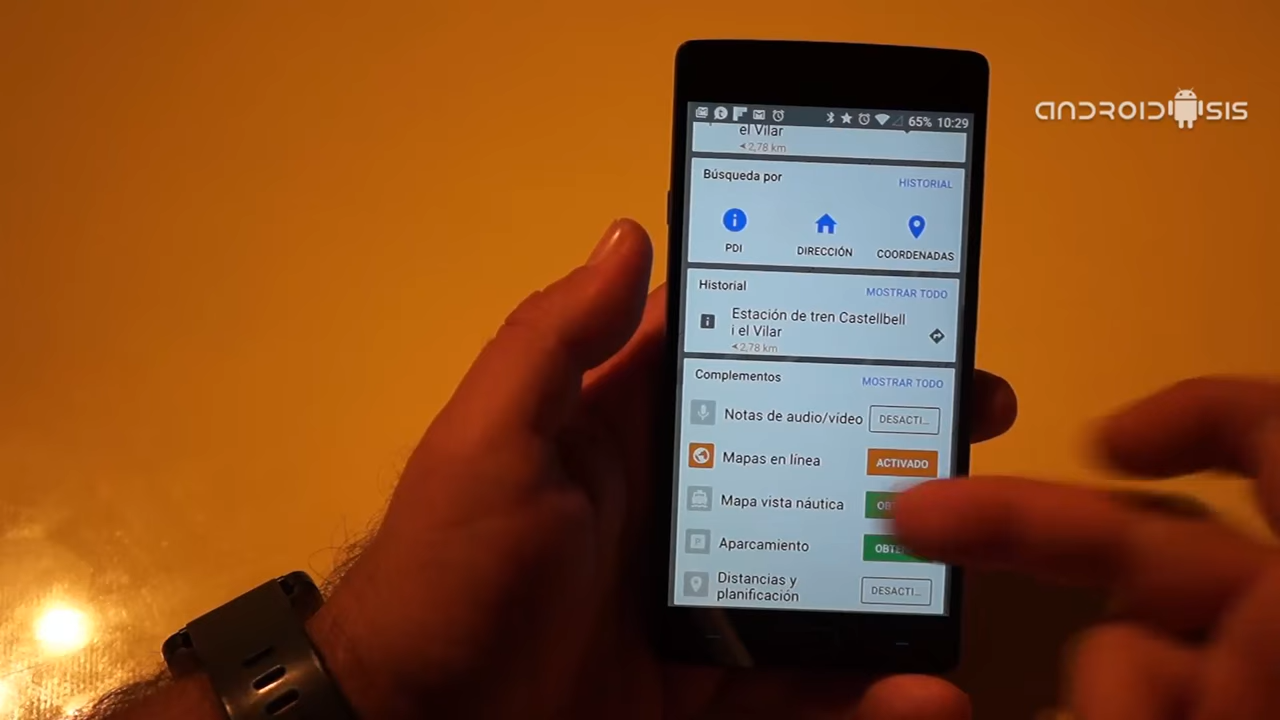 ANDROIDSIS
65% 10:29
el Vilar
2,78 km
Búsqueda por HISTORIAL
PDI DIRECCIÓN COORDENADAS
Historial MOSTRAR TODO
Estación de tren Castellbell
i el Vilar
2,78 km
Complementos MOSTRAR TODO
Notas de audio/vídeo DESACTI...
Mapas en línea ACTIVADO
Mapa vista náutica
Aparcamiento
Distancias y
planificación DESACTI...